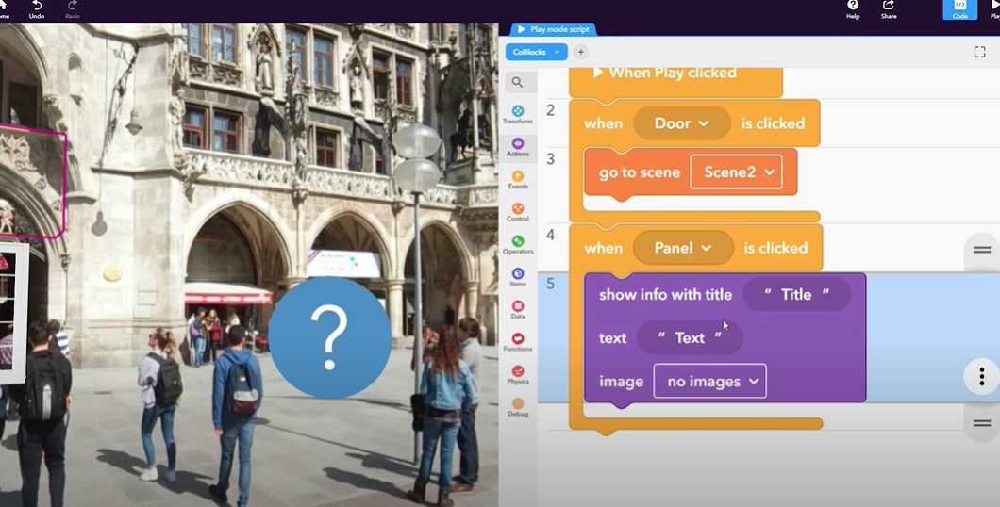 Undo
Redo
Help
Share
Code
Play mode script
CoBlocks
+
Transform
Actions
Events
Control
Operators
Items
Data
Functions
Physics
Debug
When Play clicked
2
when Door is clicked
3
go to scene Scene2
4
when Panel is clicked
5
show info with title " Title "
text " Text "
image no images
?